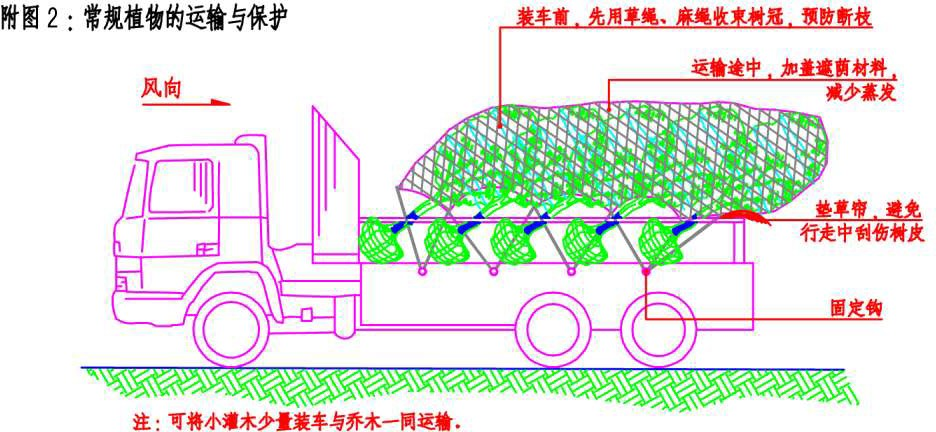 附图2：常规植物的运输与保护
装车前，先用草绳、麻绳收束树冠，预防断枝
风向
运输途中，加盖遮荫材料，
减少蒸发
垫草帘，避免
行走中刮伤树皮
固定钩
注：可将小灌木少量装车与乔木一同运输.